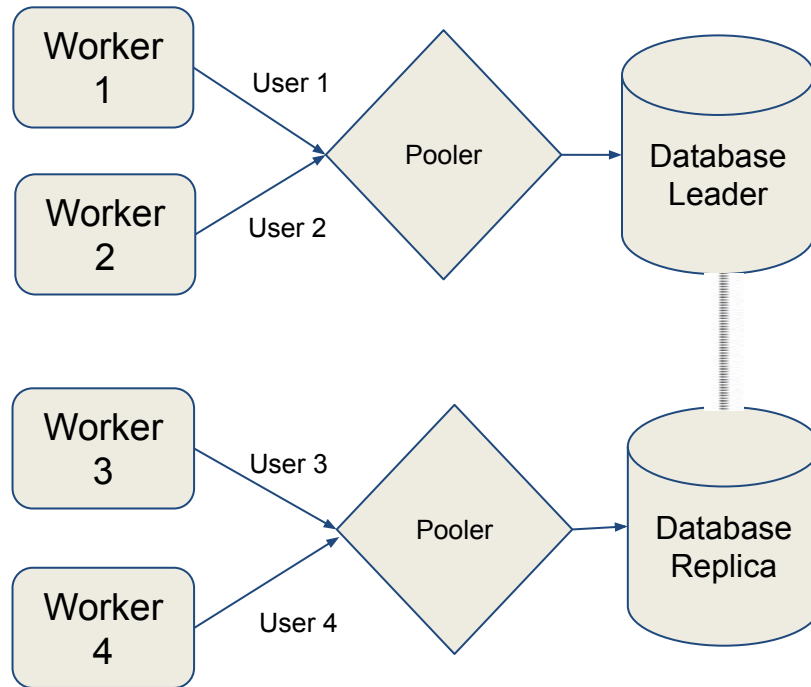 Worker
1
User 1
Pooler
Database
Leader
Worker
2
User 2
Worker
3
User 3
Pooler
Database
Replica
Worker
4
User 4